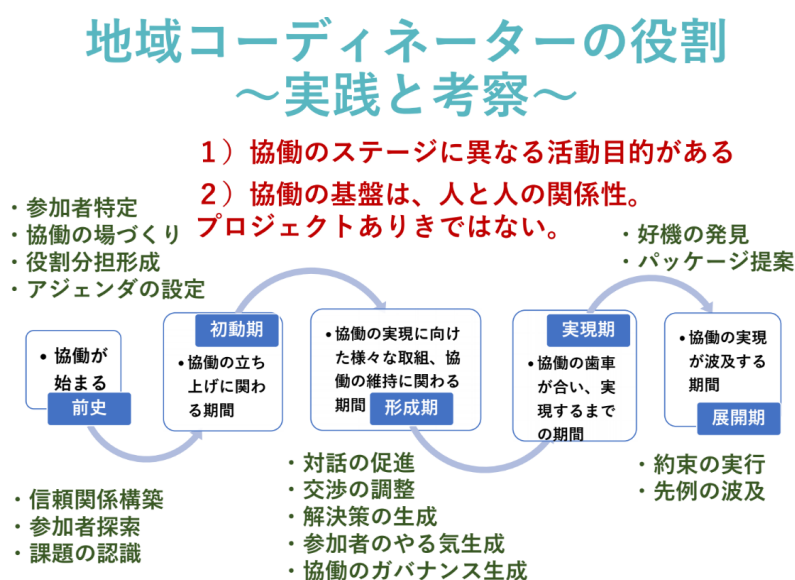 地域コーディネーターの役割
～実践と考察～
１）協働のステージに異なる活動目的がある
２）協働の基盤は、人と人の関係性。
プロジェクトありきではない。
・参加者特定
・協働の場づくり
・役割分担形成
・アジェンダの設定
・好機の発見
・パッケージ提案
• 協働が
始まる
前史
初動期
• 協働の立ち
上げに関わ
る期間
• 協働の実現に向け
た様々な取組、協
働の維持に関わる
期間
形成期
実現期
• 協働の歯車
が合い、実
現するまで
の期間
• 協働の実現
が波及する
期間
展開期
・信頼関係構築
・参加者探索
・課題の認識
・対話の促進
・交渉の調整
・解決策の生成
・参加者のやる気生成
・協働のガバナンス生成
・約束の実行
・先例の波及